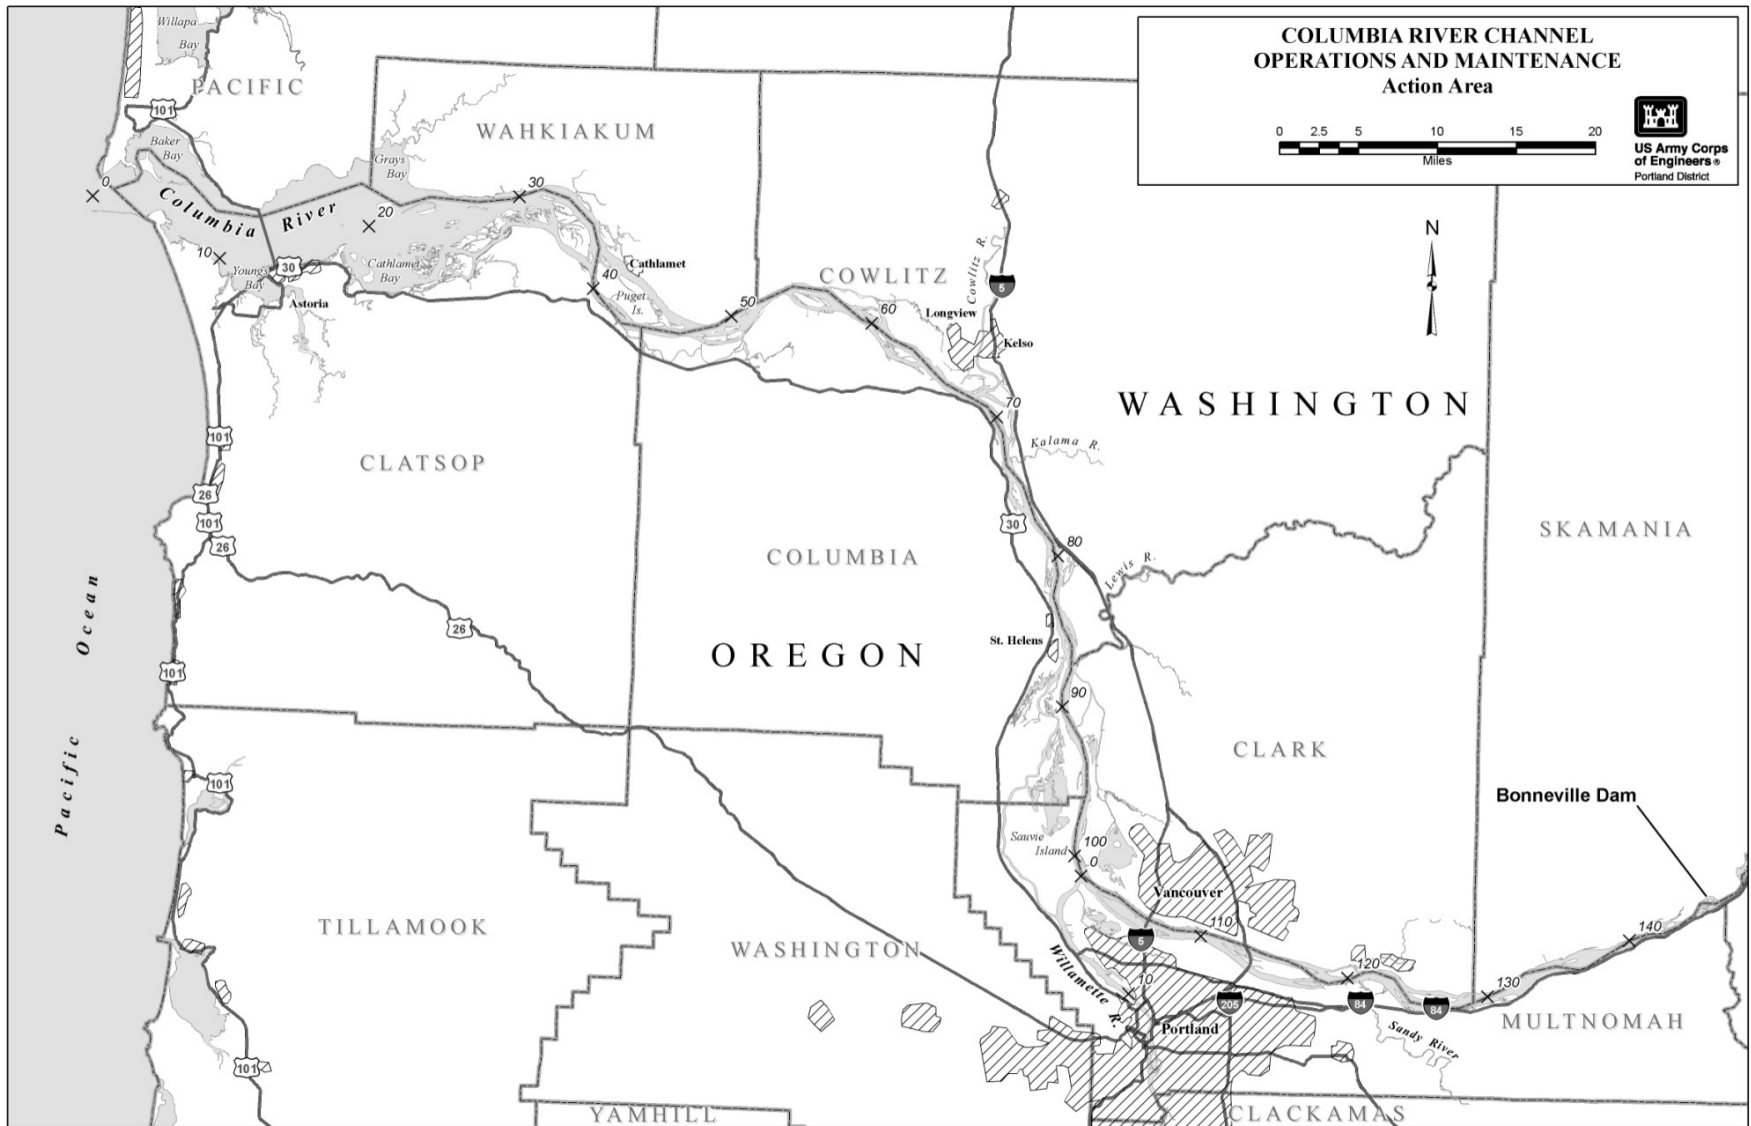 COLUMBIA RIVER CHANNEL
OPERATIONS AND MAINTENANCE
Action Area
0 2.5 5 10 15 20
Miles
US Army Corps
of Engineers ®
Portland District
N
Willapa
Bay
PACIFIC
101
Baker
Bay
WAHKIAKUM
Grays
Bay
0
Columbia
River
10
20
30
Youngs
Bay
30
Astoria
Cathlamet
Bay
40
Cathlamet
Puget
Is.
50
COWLITZ
60
Cowlitz R.
5
Longview
Kelso
70
WASHINGTON
Kalama R.
CLATSOP
101
26
101
26
30
COLUMBIA
80
Lewis R.
SKAMANIA
Pacific Ocean
26
OREGON
St. Helens
101
90
CLARK
101
Bonneville Dam
Sauvie
Island
100
0
Vancouver
TILLAMOOK
WASHINGTON
5
110
120
130
140
Willamette R.
10
205
84
84
Portland
Sandy River
MULTNOMAH
101
YAMHILL
CLACKAMAS